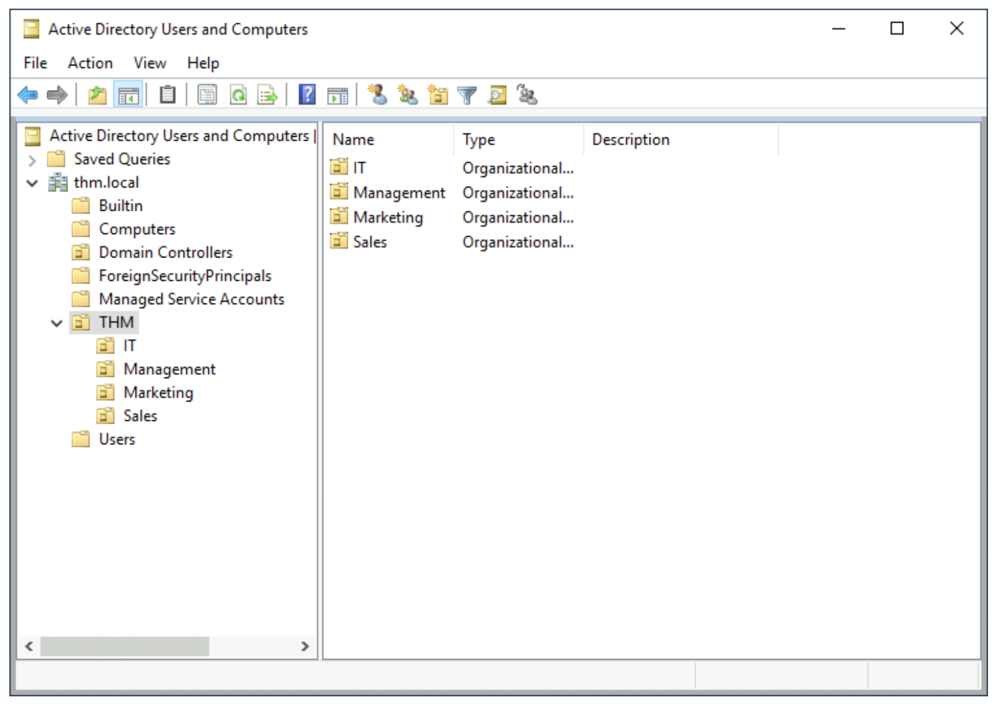 Active Directory Users and Computers
File Action View Help
Active Directory Users and Computers
Saved Queries
thm.local
Builtin
Computers
Domain Controllers
ForeignSecurityPrincipals
Managed Service Accounts
THM
IT
Management
Marketing
Sales
Users
Name Type Description
IT Organizational...
Management Organizational...
Marketing Organizational...
Sales Organizational...